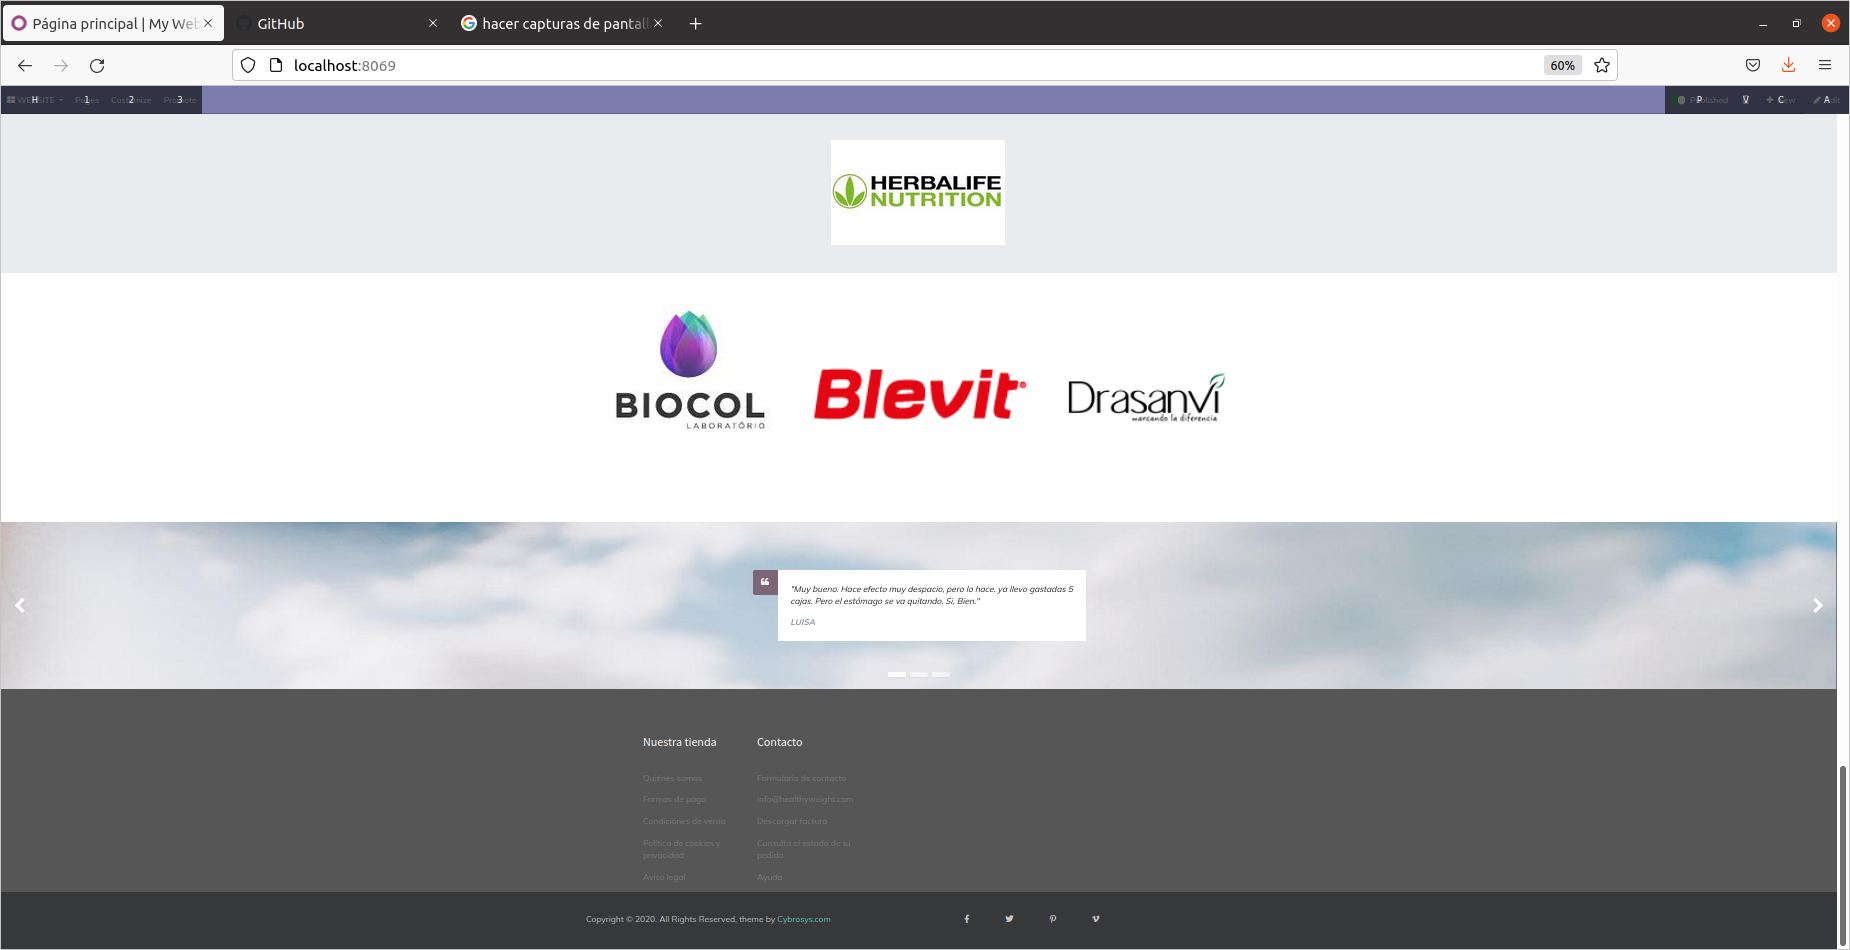 Página principal | My Web
GitHub
hacer capturas de pantall
localhost:8069
60%
WEBSITE H
Pages 1
Customize 2
Promote 3
Published P
V
New C
Edit A
HERBALIFE
NUTRITION
BIOCOL
LABORATÓRIO
Blevit
Drasanvi
marcando la diferencia
"Muy bueno. Hace efecto muy despacio, pero lo hace. ya llevo gastadas 5
cajas. Pero el estómago se va quitando. Si, Bien."
LUISA
Nuestra tienda
Quiénes somos
Formas de pago
Condiciones de venta
Política de cookies y
privacidad
Aviso legal
Contacto
Formulario de contacto
info@healthyweight.com
Descargar factura
Consulta el estado de tu
pedido
Ayuda
Copyright © 2020. All Rights Reserved, theme by Cybrosys.com